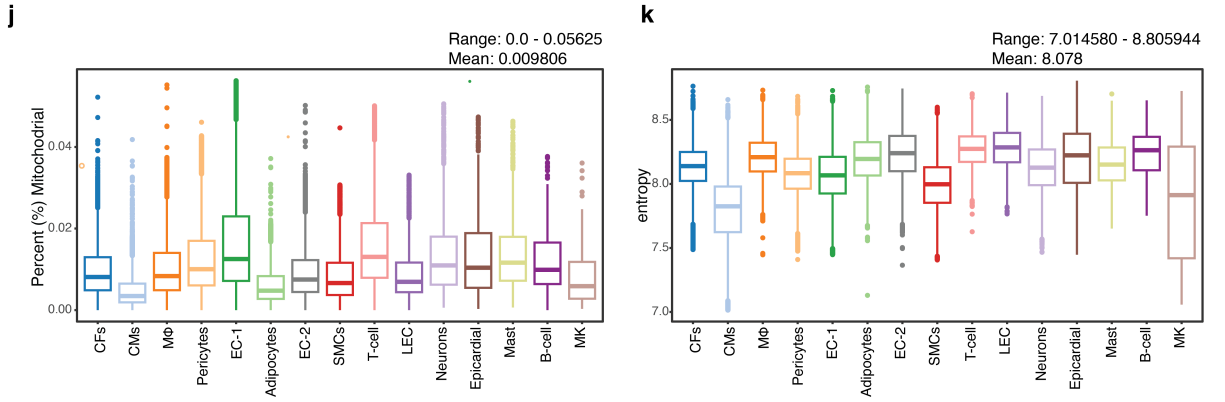 j
Range: 0.0 - 0.05625
Mean: 0.009806
Percent (%) Mitochondrial
0.04
0.02
0.00
CFs
CMs
MΦ
Pericytes
EC-1
Adipocytes
EC-2
SMCs
T-cell
LEC
Neurons
Epicardial
Mast
B-cell
MK
k
Range: 7.014580 - 8.805944
Mean: 8.078
entropy
8.5
8.0
7.5
7.0
CFs
CMs
MΦ
Pericytes
EC-1
Adipocytes
EC-2
SMCs
T-cell
LEC
Neurons
Epicardial
Mast
B-cell
MK